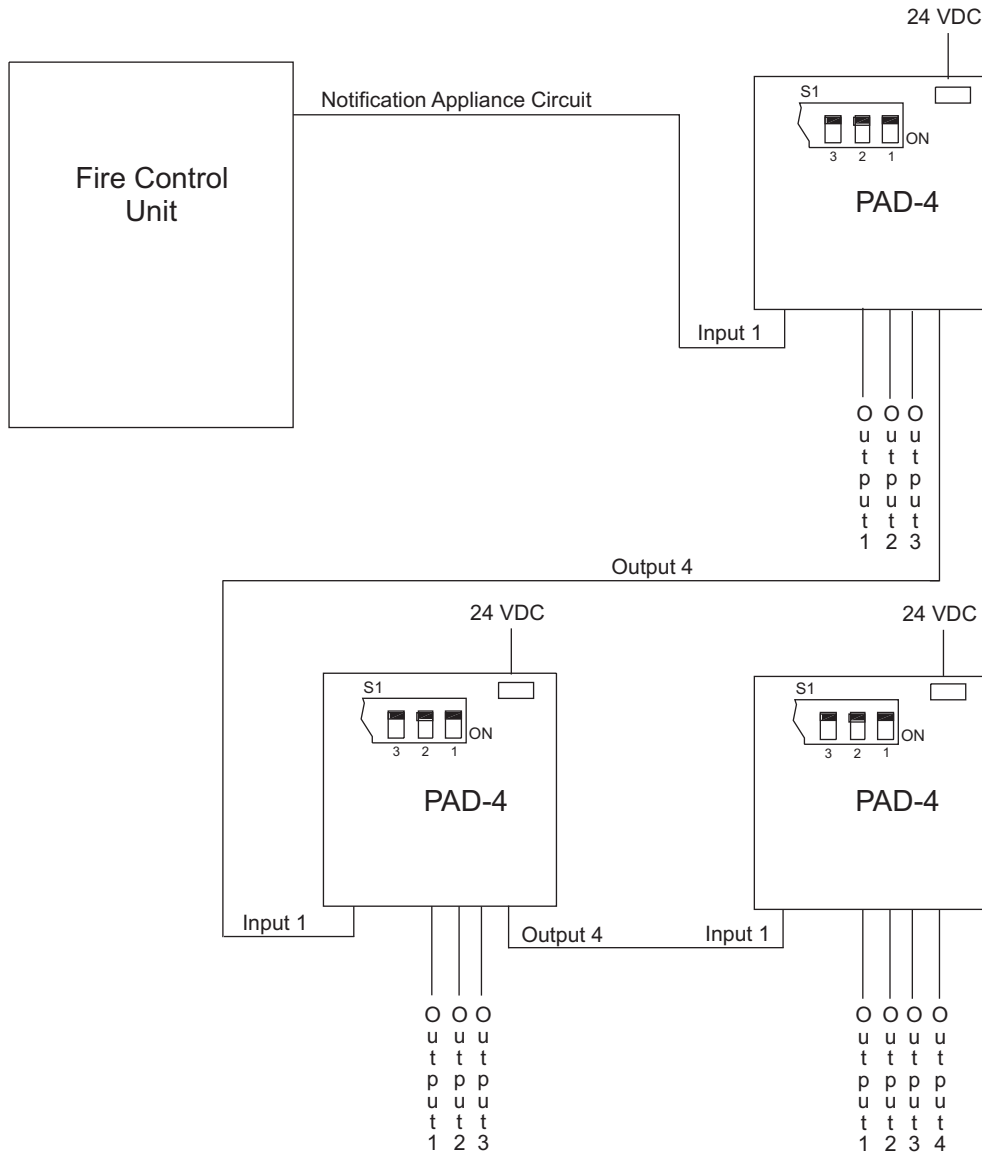 24 VDC
Notification Appliance Circuit
S1
ON
3 2 1
Fire Control
Unit
PAD-4
Input 1
Output 1
Output 2
Output 3
Output 4
24 VDC
24 VDC
S1
ON
3 2 1
PAD-4
S1
ON
3 2 1
PAD-4
Input 1
Output 4
Input 1
Output 1
Output 2
Output 3
Output 1
Output 2
Output 3
Output 4